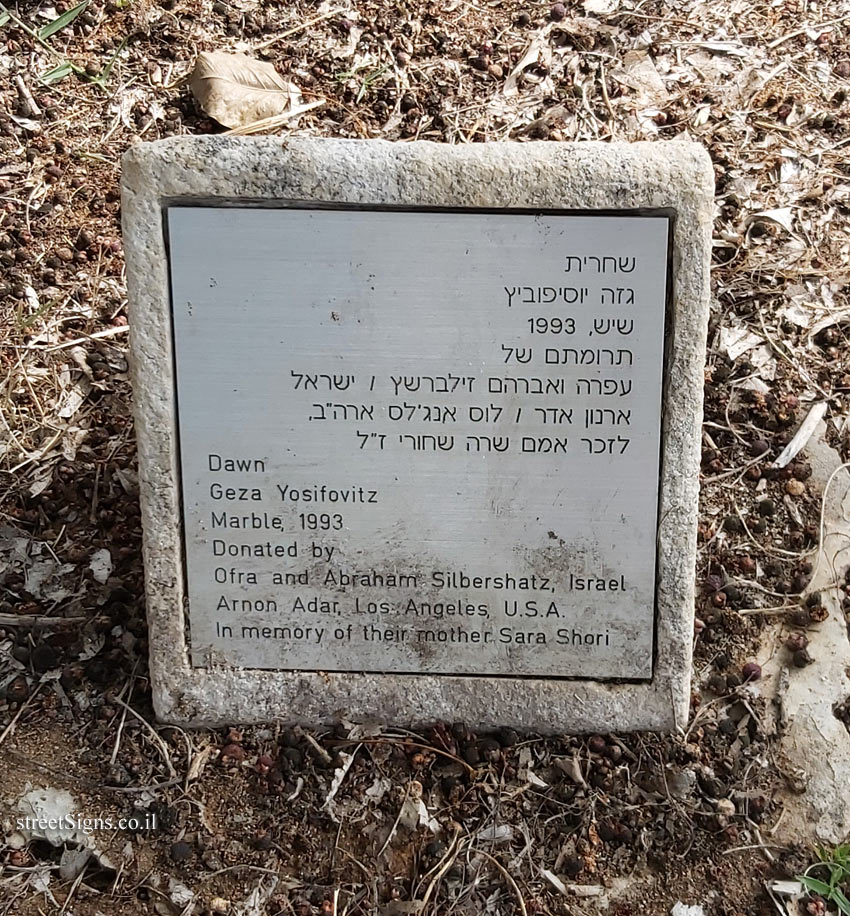 שחרית
גזה יוסיפוביץ
שיש, 1993
תרומתם של
עפרה ואברהם זילברשץ / ישראל
ארנון אדר / לוס אנג'לס ארה"ב,
לזכר אמם שרה שחורי ז"ל
Dawn
Geza Yosifovitz
Marble, 1993
Donated by
Ofra and Abraham Silbershatz, Israel
Arnon Adar, Los Angeles, U.S.A.
In memory of their mother Sara Shori
streetSigns.co.il